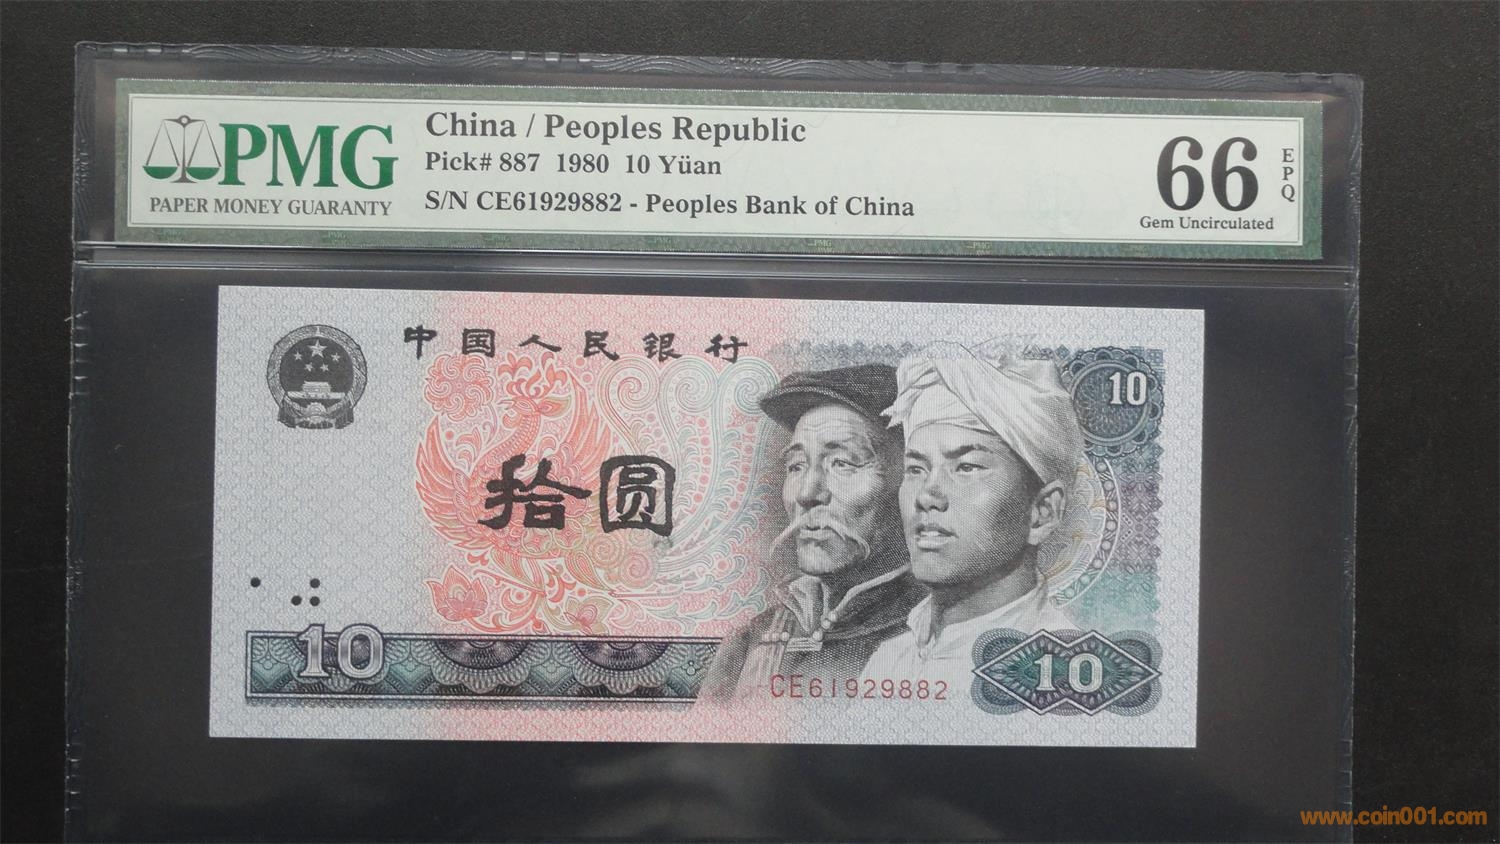 PMG
PAPER MONEY GUARANTY
China / Peoples Republic
Pick# 887 1980 10 Yüan
S/N CE61929882 - Peoples Bank of China
66
EPQ
Gem Uncirculated
中国人民银行
10
拾圆
10
CE61929882
10
www.coin001.com